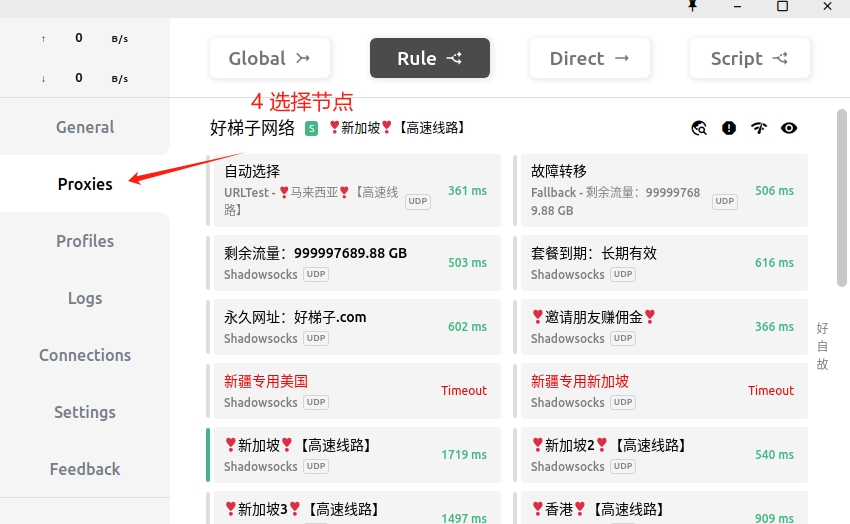 ↑ 0 B/s
↓ 0 B/s
Global
Rule
Direct →
Script
4 选择节点
General
Proxies
Profiles
Logs
Connections
Settings
Feedback
好梯子网络 S ❣新加坡❣【高速线路】
自动选择
URLTest - ❣马来西亚❣【高速线
路】
UDP
361 ms
故障转移
Fallback - 剩余流量：99999768
9.88 GB
UDP
506 ms
剩余流量：999997689.88 GB
Shadowsocks UDP
503 ms
套餐到期：长期有效
Shadowsocks UDP
616 ms
永久网址：好梯子.com
Shadowsocks UDP
602 ms
❣邀请朋友赚佣金❣
Shadowsocks UDP
366 ms
新疆专用美国
Shadowsocks UDP
Timeout
新疆专用新加坡
Shadowsocks UDP
Timeout
❣新加坡❣【高速线路】
Shadowsocks UDP
1719 ms
❣新加坡2❣【高速线路】
Shadowsocks UDP
540 ms
❣新加坡3❣【高速线路】
1497 ms
❣香港❣【高速线路】
909 ms
好
自
故